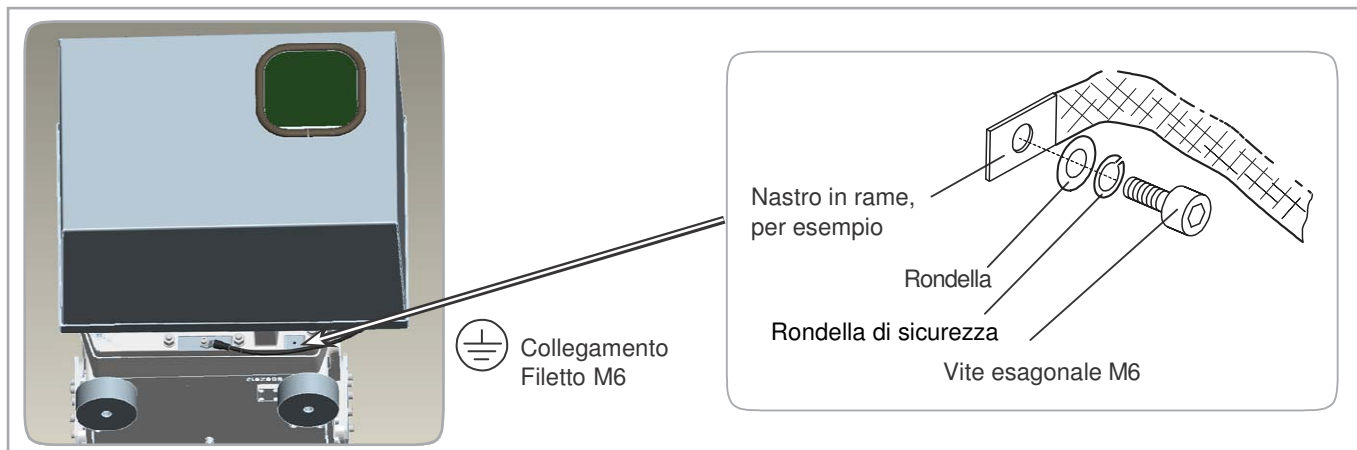 Nastro in rame,
per esempio
Rondella
Rondella di sicurezza
Vite esagonale M6
Collegamento
Filetto M6